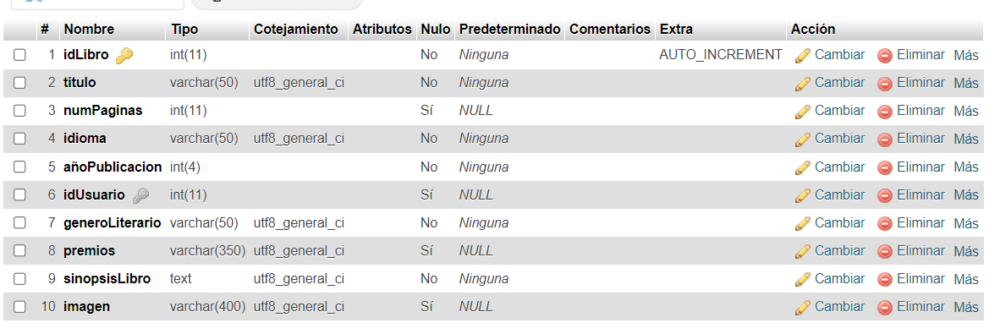 # Nombre Tipo Cotejamiento Atributos Nulo Predeterminado Comentarios Extra Acción
1 idLibro int(11) No Ninguna AUTO_INCREMENT Cambiar Eliminar Más
2 titulo varchar(50) utf8_general_ci No Ninguna Cambiar Eliminar Más
3 numPaginas int(11) Sí NULL Cambiar Eliminar Más
4 idioma varchar(50) utf8_general_ci No Ninguna Cambiar Eliminar Más
5 añoPublicacion int(4) No Ninguna Cambiar Eliminar Más
6 idUsuario int(11) Sí NULL Cambiar Eliminar Más
7 generoLiterario varchar(50) utf8_general_ci No Ninguna Cambiar Eliminar Más
8 premios varchar(350) utf8_general_ci Sí NULL Cambiar Eliminar Más
9 sinopsisLibro text utf8_general_ci No Ninguna Cambiar Eliminar Más
10 imagen varchar(400) utf8_general_ci Sí NULL Cambiar Eliminar Más